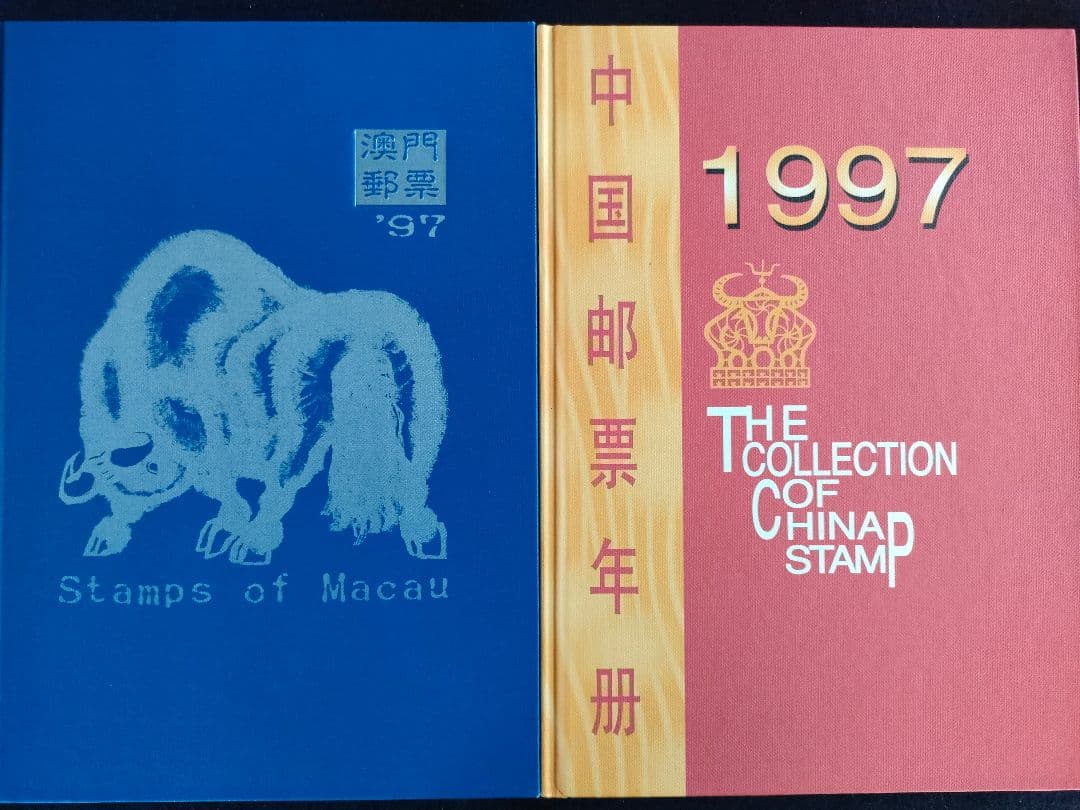 澳門
郵票
'97
Stamps of Macau
中国邮票年册
1997
THE
COLLECTION
OF
CHINA
STAMP